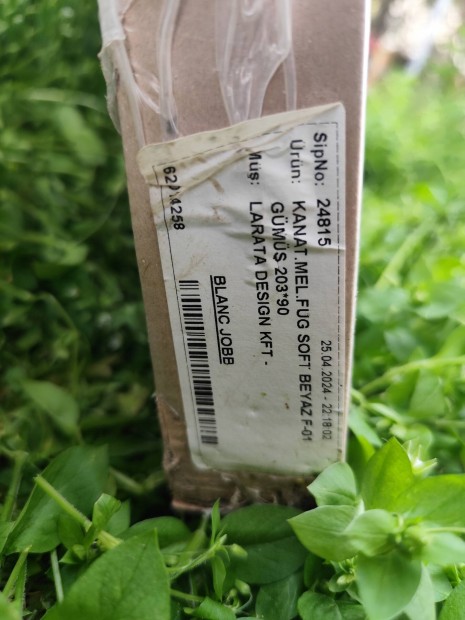 SipNo: 24815
25.04.2024 - 22:18:02
Ürün: KANAT.MEL.FUG SOFT BEYAZ F-01
GÜMÜŞ 203*90
Müş: LARATA DESIGN KFT -
BLANC JOBB